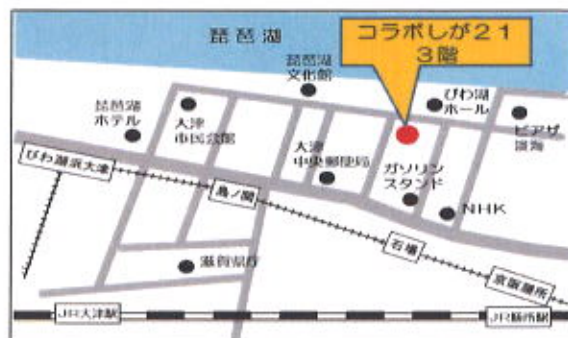 琵琶湖
コラボしが21
3階
琵琶湖
文化館
びわ湖
ホール
琵琶湖
ホテル
大津
市民会館
ピアザ
淡海
大津
中央郵便局
ガソリン
スタンド
びわ湖浜大津
島ノ関
NHK
石場
滋賀県庁
京阪膳所
JR大津駅
JR膳所駅